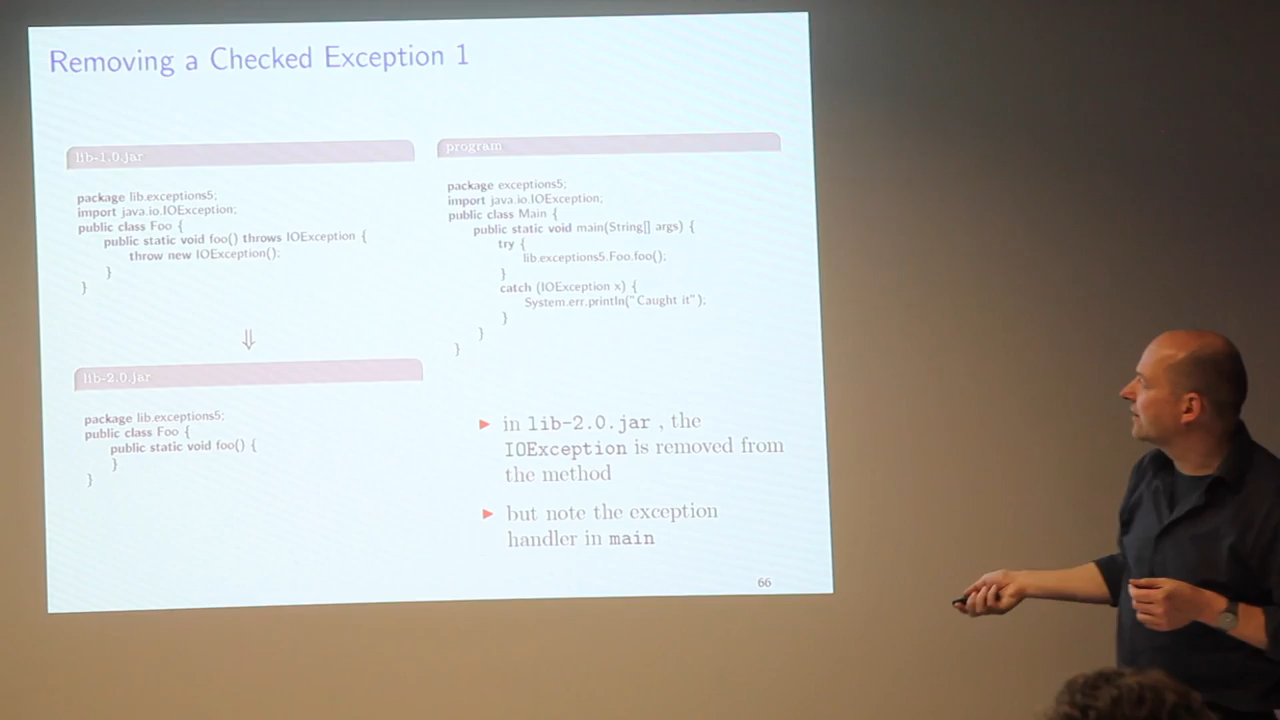 Removing a Checked Exception 1
lib-1.0.jar
package lib.exceptions5;
import java.io.IOException;
public class Foo {
public static void foo() throws IOException {
throw new IOException();
}
}
⇓
lib-2.0.jar
package lib.exceptions5;
public class Foo {
public static void foo() {
}
}
program
package exceptions5;
import java.io.IOException;
public class Main {
public static void main(String[] args) {
try {
lib.exceptions5.Foo.foo();
}
catch (IOException x) {
System.err.println("Caught it");
}
}
}
▶ in lib-2.0.jar , the
IOException is removed from
the method
▶ but note the exception
handler in main
66